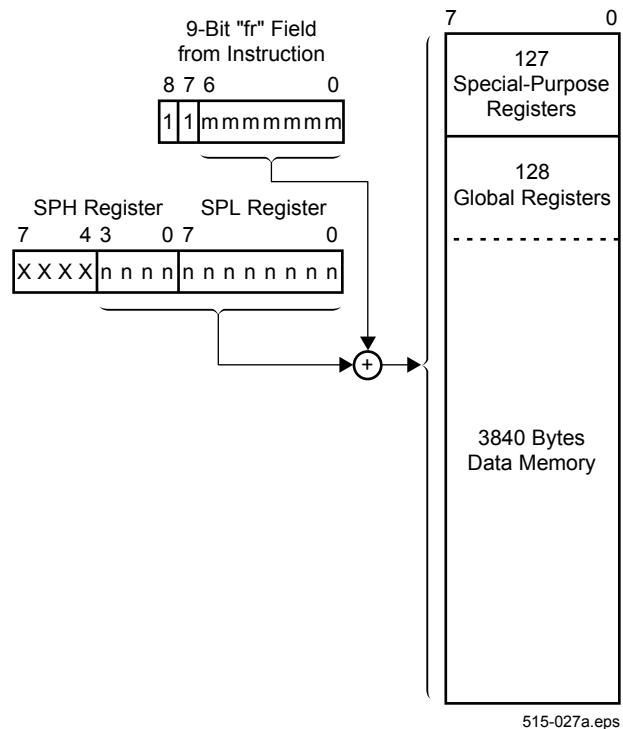 9-Bit "fr" Field
from Instruction
8 7 6 0
1 1 m m m m m m m
SPH Register SPL Register
7 4 3 0 7 0
X X X X n n n n n n n n n n n n
+
7 0
127
Special-Purpose
Registers
128
Global Registers
3840 Bytes
Data Memory
515-027a.eps